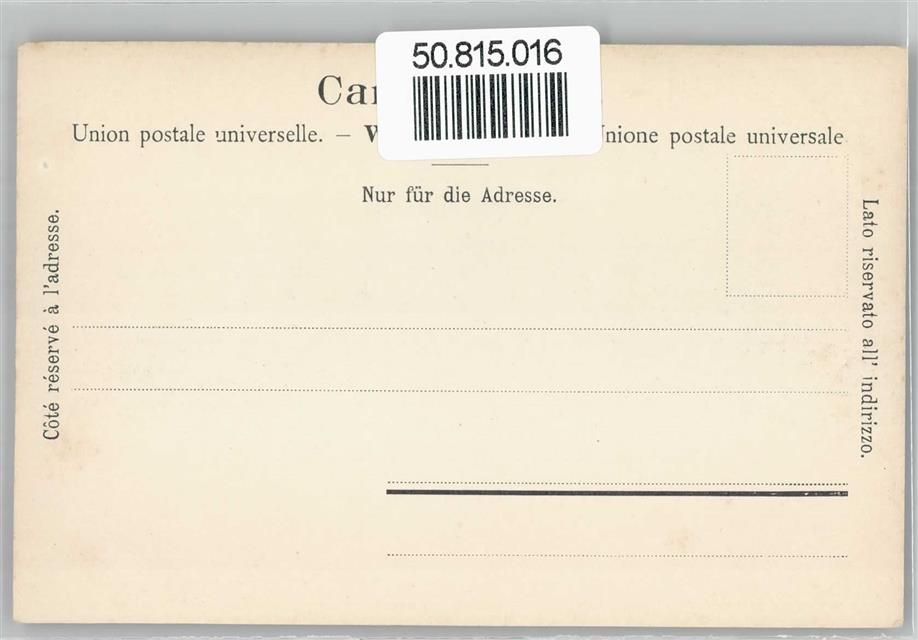 50.815.016
Union postale universelle. –
Unione postale universale
Nur für die Adresse.
Côté réservé à l'adresse.
Lato riservato all' indirizzo.